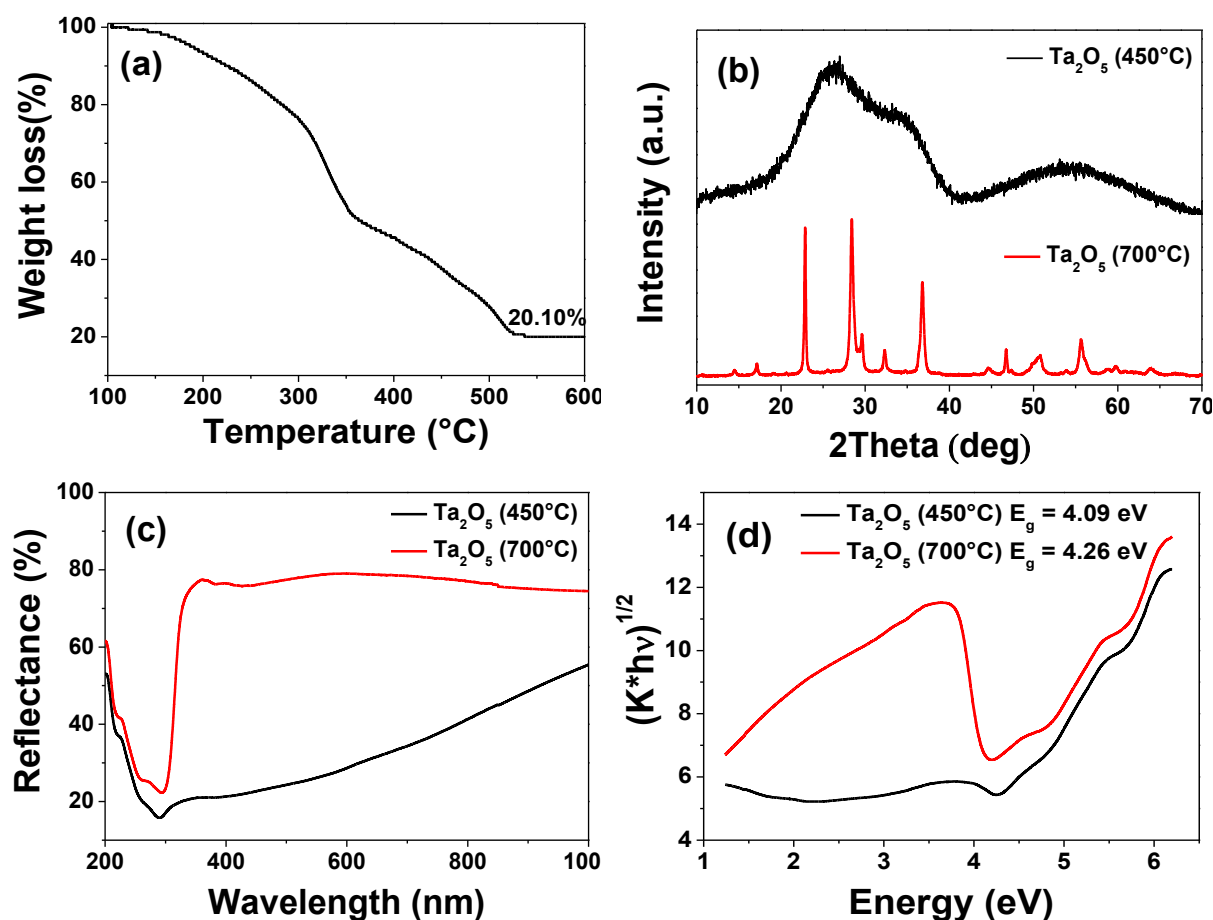 (a)
Weight loss(%)
100
80
60
40
20
20.10%
100 200 300 400 500 600
Temperature (°C)
(b)
Ta₂O₅ (450°C)
Ta₂O₅ (700°C)
Intensity (a.u.)
10 20 30 40 50 60 70
2Theta (deg)
(c)
Ta₂O₅ (450°C)
Ta₂O₅ (700°C)
Reflectance (%)
100
80
60
40
20
200 400 600 800 100
Wavelength (nm)
(d)
Ta₂O₅ (450°C) E_g = 4.09 eV
Ta₂O₅ (700°C) E_g = 4.26 eV
(K*hν)^1/2
14
12
10
8
6
4
1 2 3 4 5 6
Energy (eV)